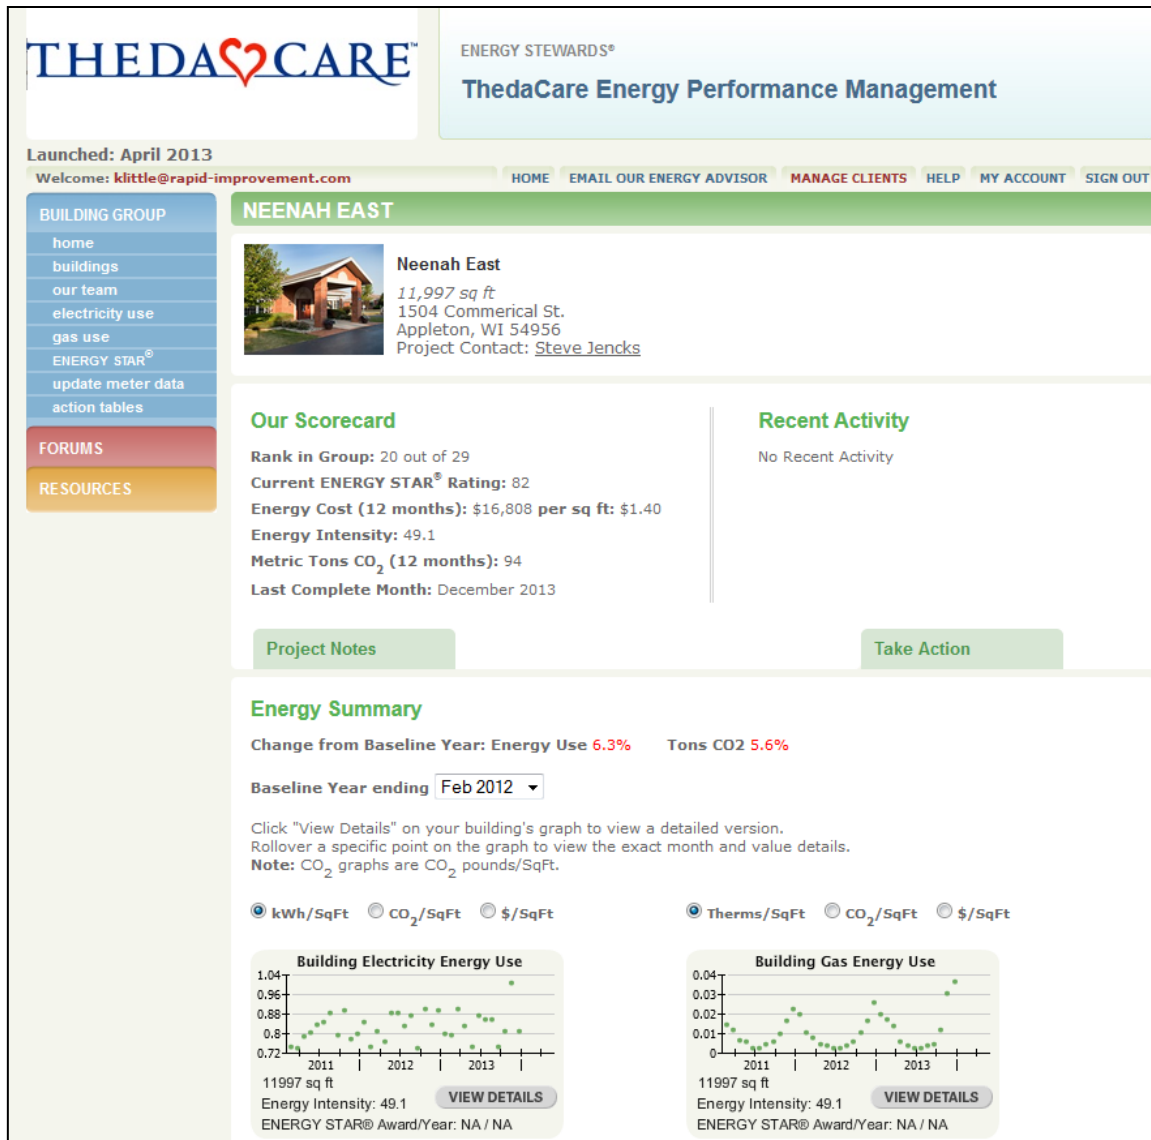 THEDA CARE™
ENERGY STEWARDS®
ThedaCare Energy Performance Management
Launched: April 2013
Welcome: klittle@rapid-improvement.com
HOME EMAIL OUR ENERGY ADVISOR MANAGE CLIENTS HELP MY ACCOUNT SIGN OUT
BUILDING GROUP
home
buildings
our team
electricity use
gas use
ENERGY STAR®
update meter data
action tables
FORUMS
RESOURCES
NEENAH EAST
Neenah East
11,997 sq ft
1504 Commerical St.
Appleton, WI 54956
Project Contact: Steve Jencks
Our Scorecard
Rank in Group: 20 out of 29
Current ENERGY STAR® Rating: 82
Energy Cost (12 months): $16,808 per sq ft: $1.40
Energy Intensity: 49.1
Metric Tons CO2 (12 months): 94
Last Complete Month: December 2013
Recent Activity
No Recent Activity
Project Notes
Take Action
Energy Summary
Change from Baseline Year: Energy Use 6.3% Tons CO2 5.6%
Baseline Year ending Feb 2012
Click "View Details" on your building's graph to view a detailed version.
Rollover a specific point on the graph to view the exact month and value details.
Note: CO2 graphs are CO2 pounds/SqFt.
kWh/SqFt CO2/SqFt $/SqFt
Building Electricity Energy Use
1.04
0.96
0.88
0.8
0.72
2011 2012 2013
11997 sq ft
Energy Intensity: 49.1
VIEW DETAILS
ENERGY STAR® Award/Year: NA / NA
Therms/SqFt CO2/SqFt $/SqFt
Building Gas Energy Use
0.04
0.03
0.02
0.01
0
2011 2012 2013
11997 sq ft
Energy Intensity: 49.1
VIEW DETAILS
ENERGY STAR® Award/Year: NA / NA